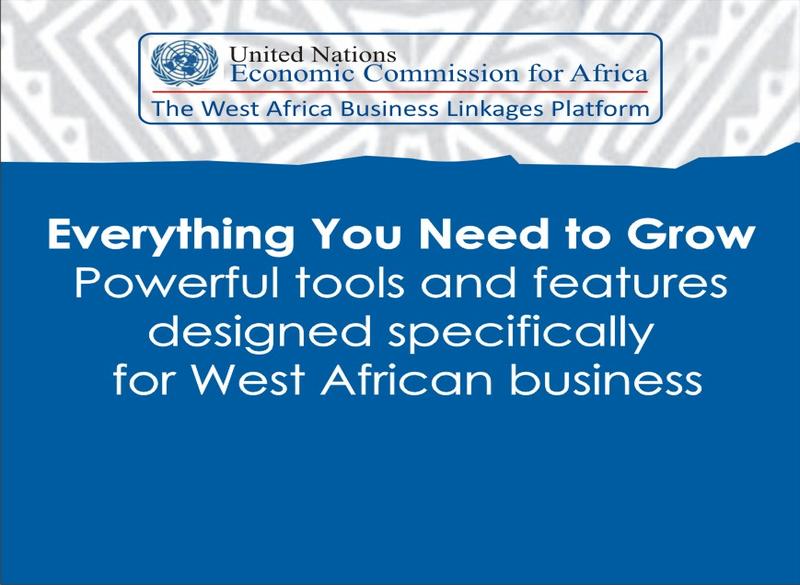 United Nations
Economic Commission for Africa
The West Africa Business Linkages Platform
Everything You Need to Grow
Powerful tools and features
designed specifically
for West African business